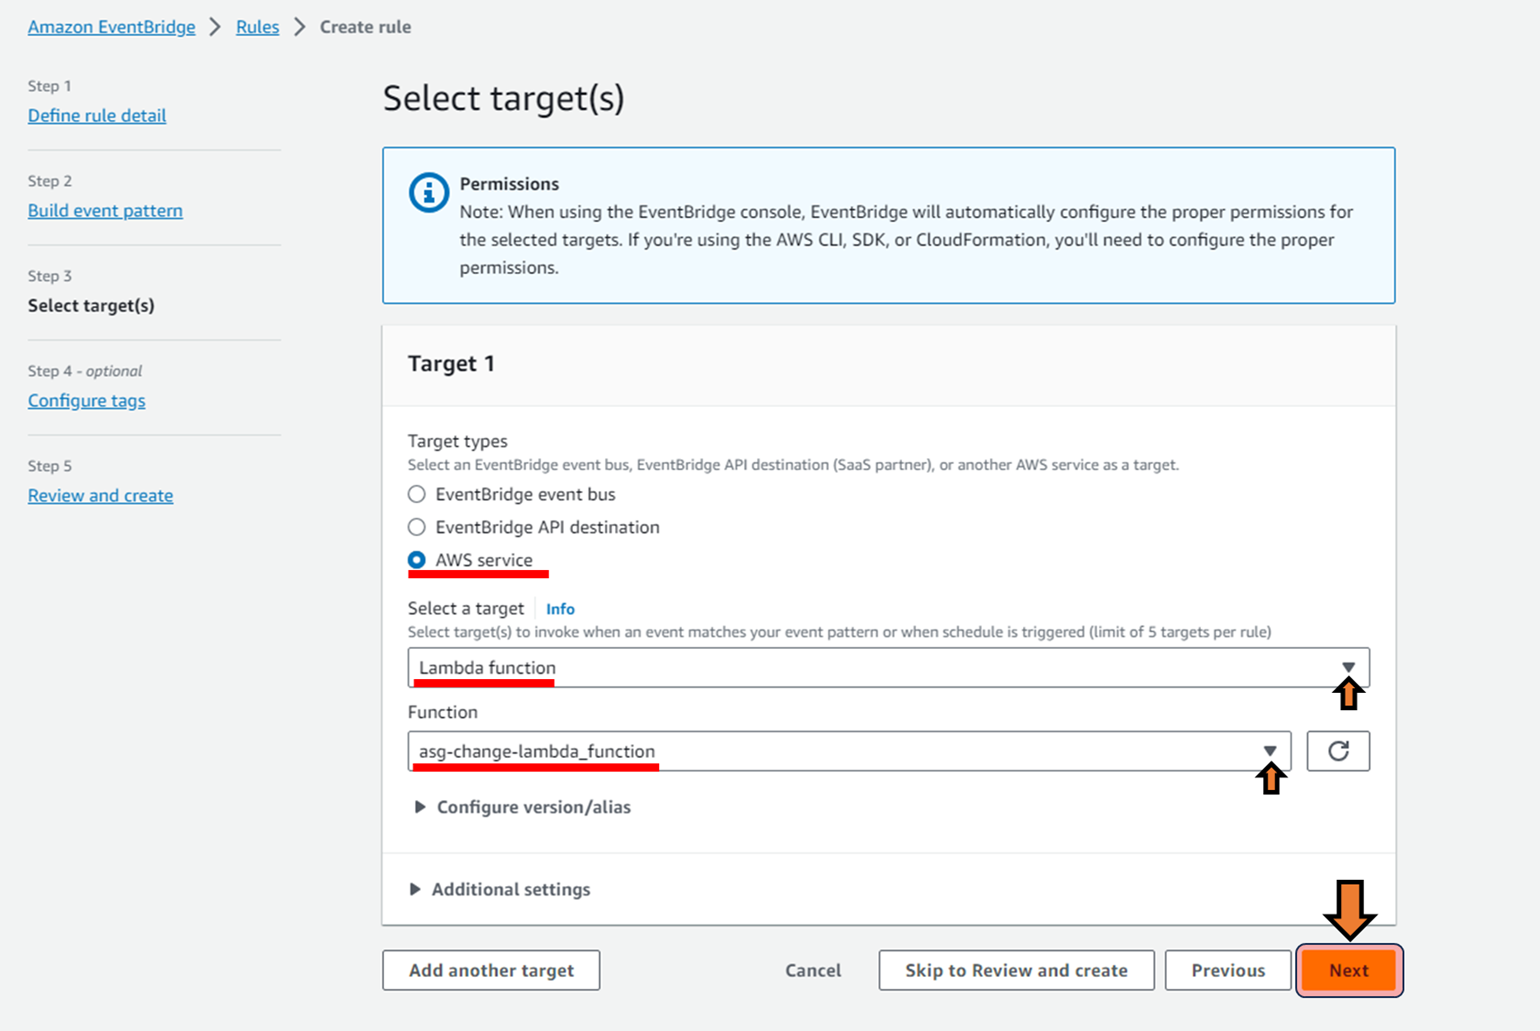 Amazon EventBridge > Rules > Create rule
Step 1
Define rule detail
Step 2
Build event pattern
Step 3
Select target(s)
Step 4 - optional
Configure tags
Step 5
Review and create
Select target(s)
Permissions
Note: When using the EventBridge console, EventBridge will automatically configure the proper permissions for
the selected targets. If you're using the AWS CLI, SDK, or CloudFormation, you'll need to configure the proper
permissions.
Target 1
Target types
Select an EventBridge event bus, EventBridge API destination (SaaS partner), or another AWS service as a target.
EventBridge event bus
EventBridge API destination
AWS service
Select a target Info
Select target(s) to invoke when an event matches your event pattern or when schedule is triggered (limit of 5 targets per rule)
Lambda function
Function
asg-change-lambda_function
Configure version/alias
Additional settings
Add another target Cancel Skip to Review and create Previous Next